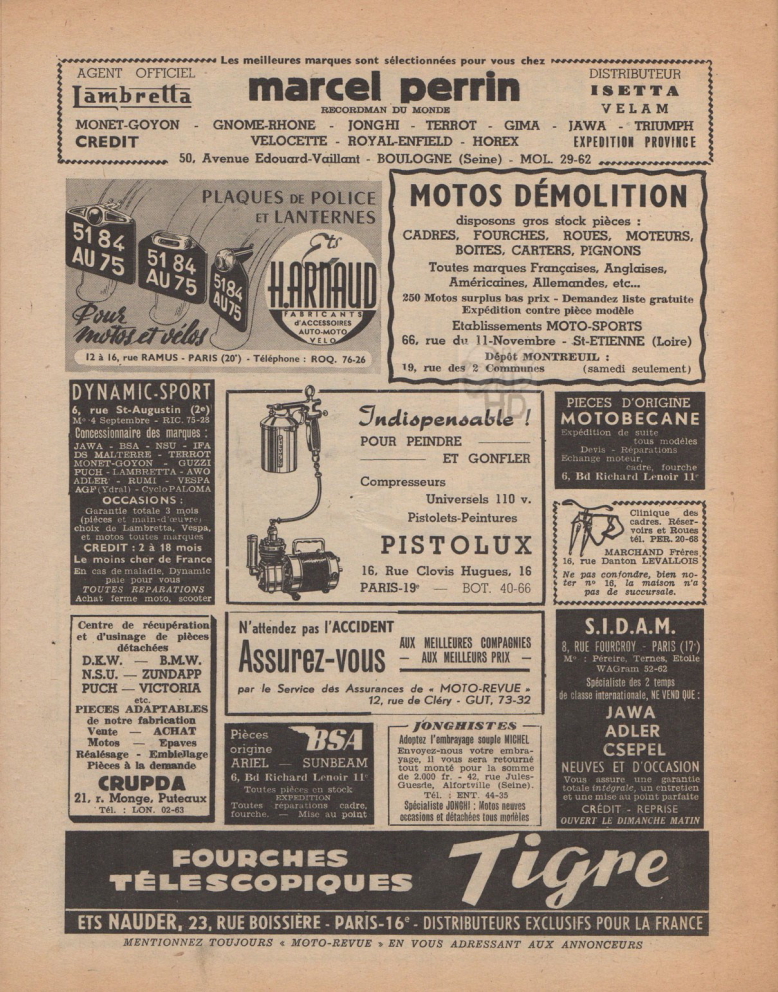 Les meilleures marques sont sélectionnées pour vous chez
AGENT OFFICIEL
Lambretta
marcel perrin
RECORDMAN DU MONDE
DISTRIBUTEUR
ISETTA
VELAM
MONET-GOYON - GNOME-RHONE - JONGHI - TERROT - GIMA - JAWA - TRIUMPH
CREDIT
VELOCETTE - ROYAL-ENFIELD - HOREX
EXPEDITION PROVINCE
50, Avenue Edouard-Vaillant - BOULOGNE (Seine) - MOL. 29-62
PLAQUES DE POLICE
ET LANTERNES
51 84
AU 75
51 84
AU 75
5184
AU75
Ets
H.ARNAUD
FABRICANTS
d'ACCESSOIRES
AUTO-MOTO
VELO
Pour
motos et vélos
12 à 16, rue RAMUS - PARIS (20e) - Téléphone : ROQ. 76-26
MOTOS DÉMOLITION
disposons gros stock pièces :
CADRES, FOURCHES, ROUES, MOTEURS,
BOITES, CARTERS, PIGNONS
Toutes marques Françaises, Anglaises,
Américaines, Allemandes, etc...
250 Motos surplus bas prix - Demandez liste gratuite
Expédition contre pièce modèle
Etablissements MOTO-SPORTS
66, rue du 11-Novembre - St-ETIENNE (Loire)
Dépôt MONTREUIL :
19, rue des 2 Communes (samedi seulement)
DYNAMIC-SPORT
6, rue St-Augustin (2e)
Mo 4 Septembre - RIC. 75-28
Concessionnaire des marques :
JAWA - BSA - NSU - IFA
DS MALTERRE - TERROT
MONET-GOYON - GUZZI
PUCH - LAMBRETTA - AWO
ADLER - RUMI - VESPA
AGF (Ydral) - Cyclo PALOMA
OCCASIONS :
Garantie totale 3 mois
(pièces et main-d'œuvre)
choix de Lambretta, Vespa,
et motos toutes marques
CREDIT : 2 à 18 mois
Le moins cher de France
En cas de maladie, Dynamic
paie pour vous
TOUTES REPARATIONS
Achat ferme moto, scooter
Indispensable !
POUR PEINDRE
ET GONFLER
Compresseurs
Universels 110 v.
Pistolets-Peintures
PISTOLUX
16, Rue Clovis Hugues, 16
PARIS-19e — BOT. 40-66
PIECES D'ORIGINE
MOTOBECANE
Expédition de suite
tous modèles
Devis - Réparations
Echange moteur,
cadre, fourche
6, Bd Richard Lenoir 11e
Clinique des
cadres. Réser-
voirs et Roues
tél. PER. 20-68
MARCHAND Frères
16, rue Danton LEVALLOIS
Ne pas confondre, bien no-
ter no 16, la maison n'a
pas de succursale.
Centre de récupération
et d'usinage de pièces
détachées
D.K.W. — B.M.W.
N.S.U. — ZUNDAPP
PUCH — VICTORIA
etc.
PIECES ADAPTABLES
de notre fabrication
Vente — ACHAT
Motos — Epaves
Réalésage - Embiellage
Pièces à la demande
CRUPDA
21, r. Monge, Puteaux
Tél. : LON. 02-63
N'attendez pas l'ACCIDENT
Assurez-vous
AUX MEILLEURES COMPAGNIES
— AUX MEILLEURS PRIX —
par le Service des Assurances de « MOTO-REVUE »
12, rue de Cléry - GUT. 73-32
Pièces
origine
BSA
ARIEL — SUNBEAM
6, Bd Richard Lenoir 11e
Toutes pièces en stock
EXPEDITION
Toutes réparations cadre,
fourche. — Mise au point
JONGHISTES
Adoptez l'embrayage souple MICHEL
Envoyez-nous votre embra-
yage, il vous sera retourné
tout monté pour la somme
de 2.000 fr. - 42, rue Jules-
Guesde, Alfortville (Seine).
Tél. : ENT. 44-35
Spécialiste JONGHI : Motos neuves
occasions et détachées tous modèles
S.I.D.A.M.
8, RUE FOURCROY - PARIS (17e)
Mo : Péreire, Ternes, Etoile
WAGram 52-62
Spécialiste des 2 temps
de classe internationale, NE VEND QUE :
JAWA
ADLER
CSEPEL
NEUVES ET D'OCCASION
Vous assure une garantie
totale intégrale, un entretien
et une mise au point parfaite
CRÉDIT - REPRISE
OUVERT LE DIMANCHE MATIN
FOURCHES
TÉLESCOPIQUES
Tigre
ETS NAUDER, 23, RUE BOISSIÈRE - PARIS-16e - DISTRIBUTEURS EXCLUSIFS POUR LA FRANCE
MENTIONNEZ TOUJOURS « MOTO-REVUE » EN VOUS ADRESSANT AUX ANNONCEURS